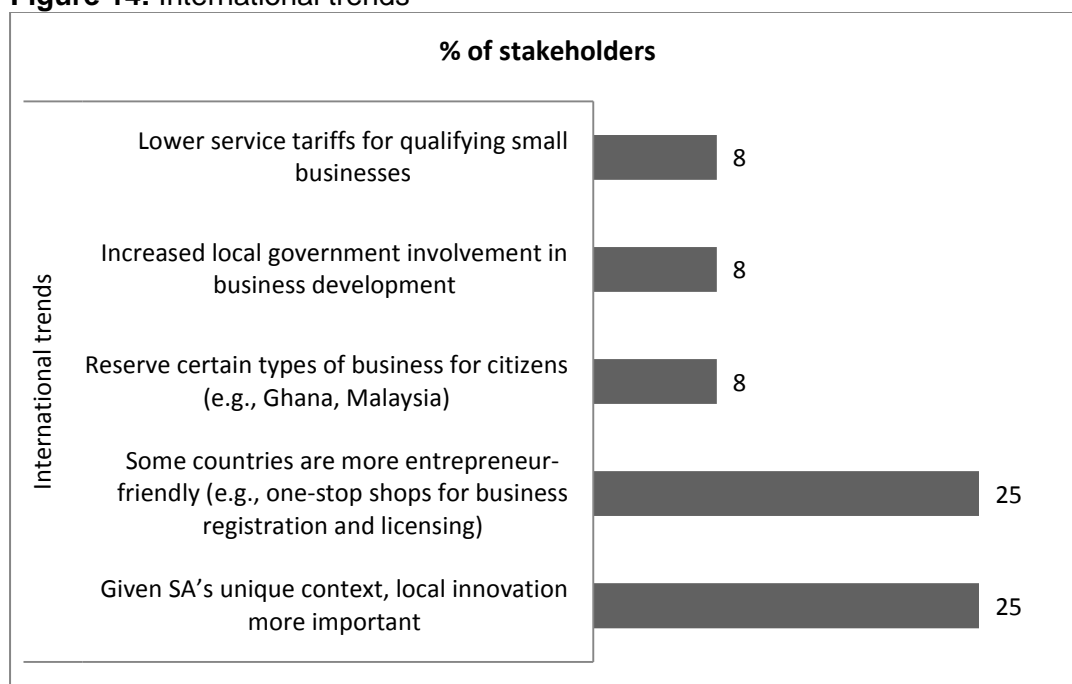 Figure 14: International trends
% of stakeholders
International trends
Lower service tariffs for qualifying small
businesses
8
Increased local government involvement in
business development
8
Reserve certain types of business for citizens
(e.g., Ghana, Malaysia)
8
Some countries are more entrepreneur-
friendly (e.g., one-stop shops for business
registration and licensing)
25
Given SA’s unique context, local innovation
more important
25